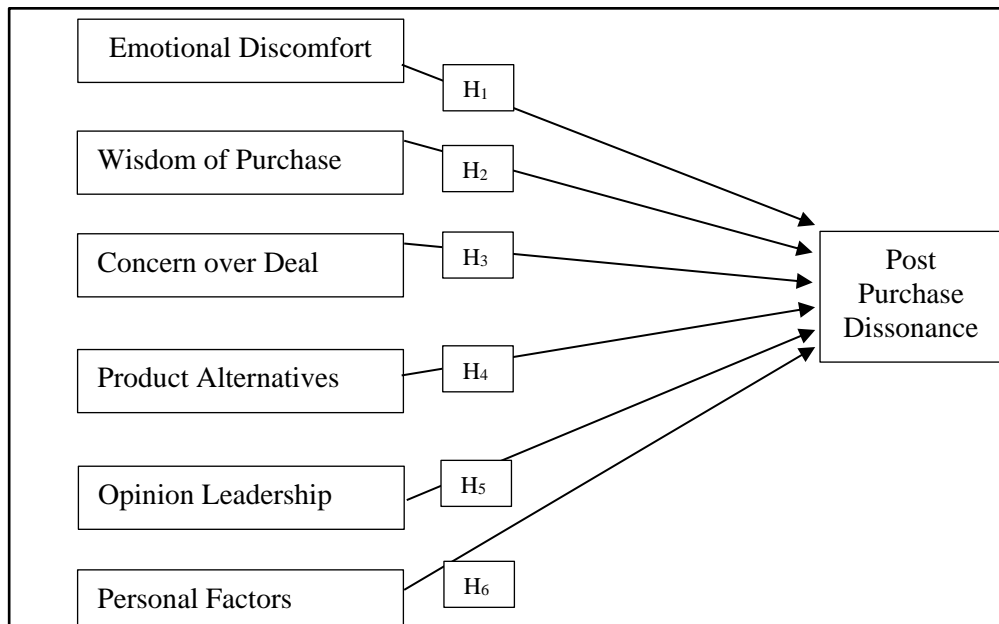 Emotional Discomfort
H₁
Wisdom of Purchase
H₂
Concern over Deal
H₃
Post
Purchase
Dissonance
Product Alternatives
H₄
Opinion Leadership
H₅
Personal Factors
H₆